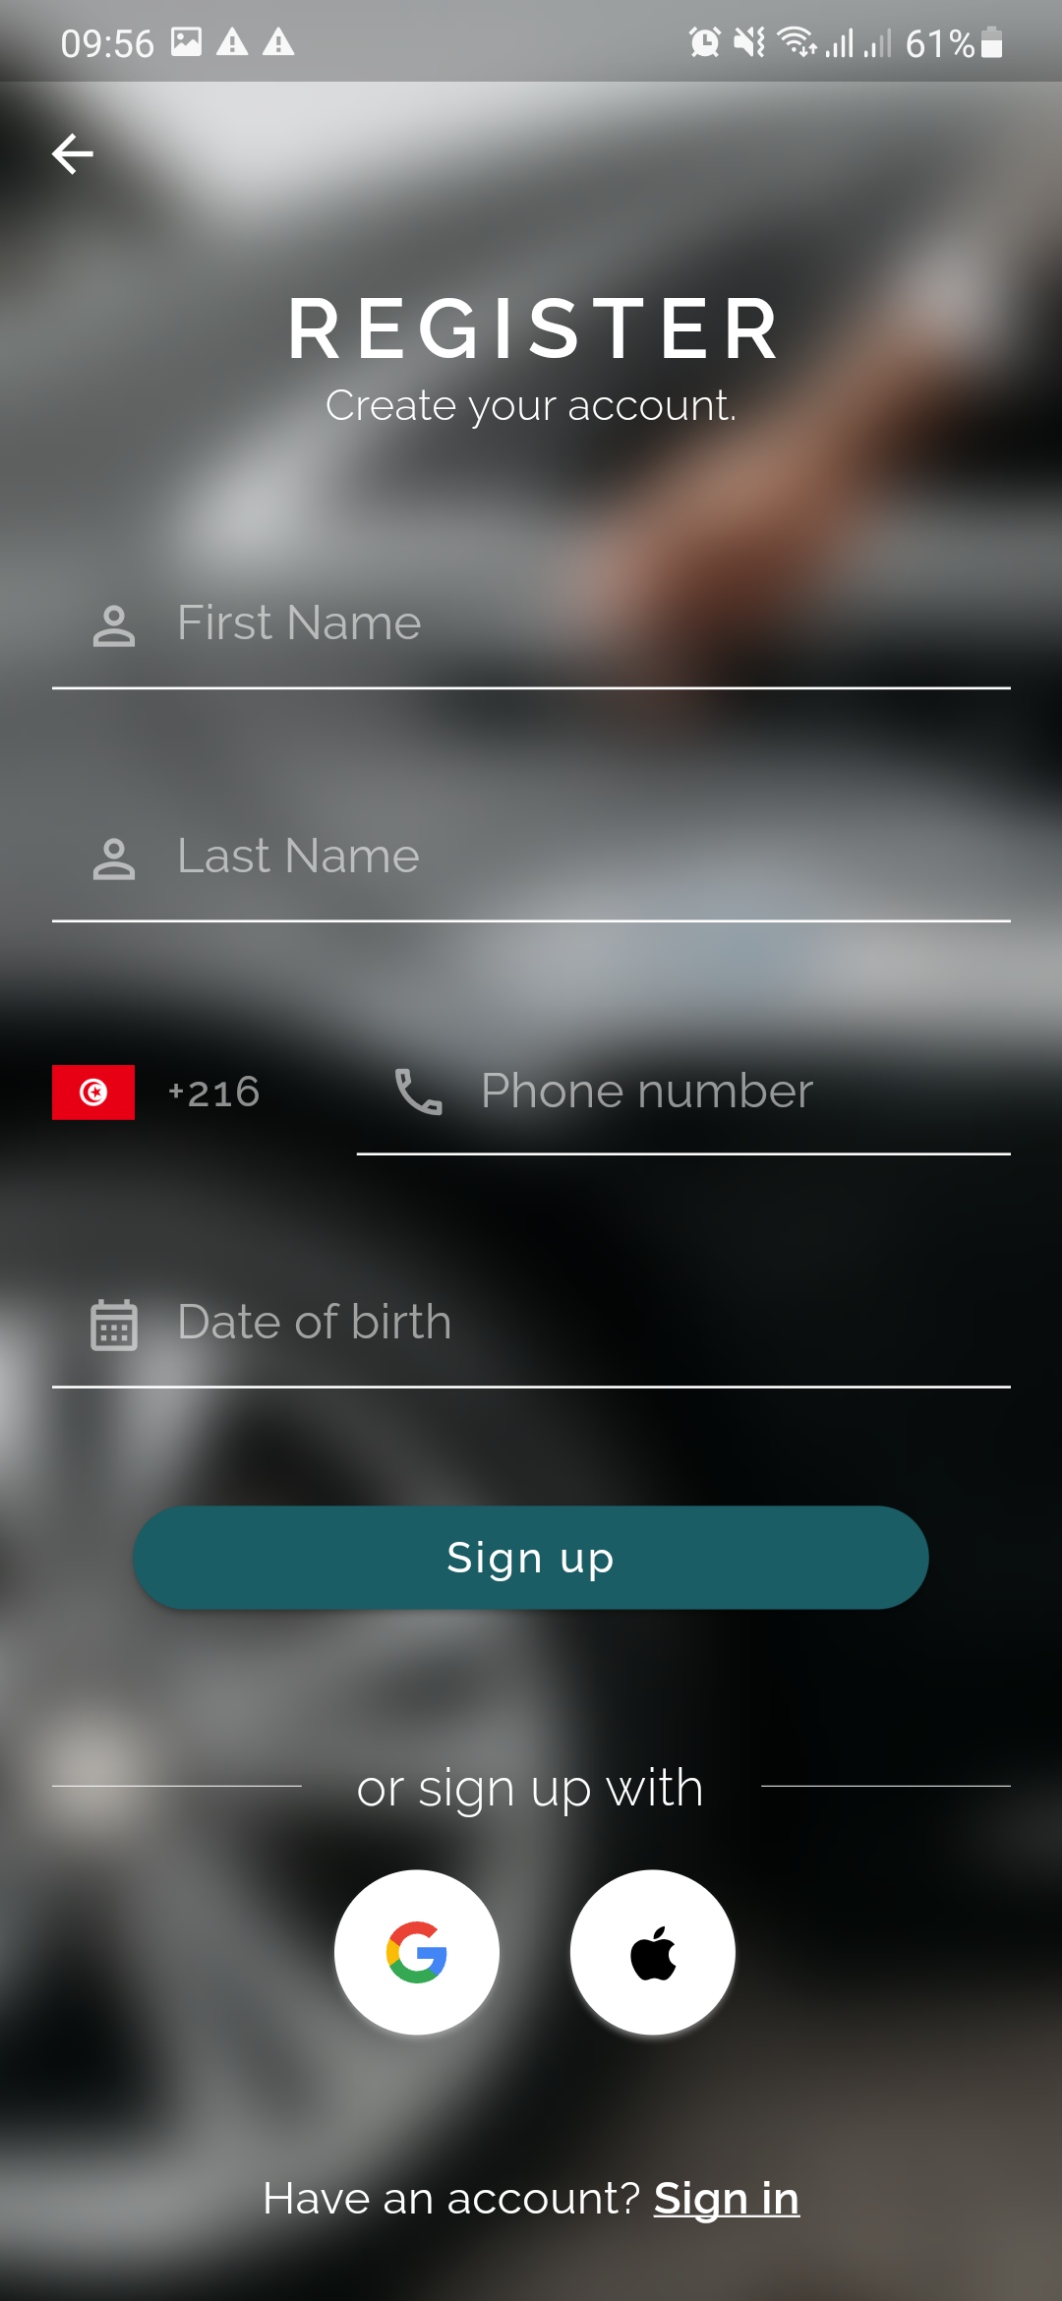 09:56 61%
REGISTER
Create your account.
First Name
Last Name
+216 Phone number
Date of birth
Sign up
or sign up with
Have an account? Sign in